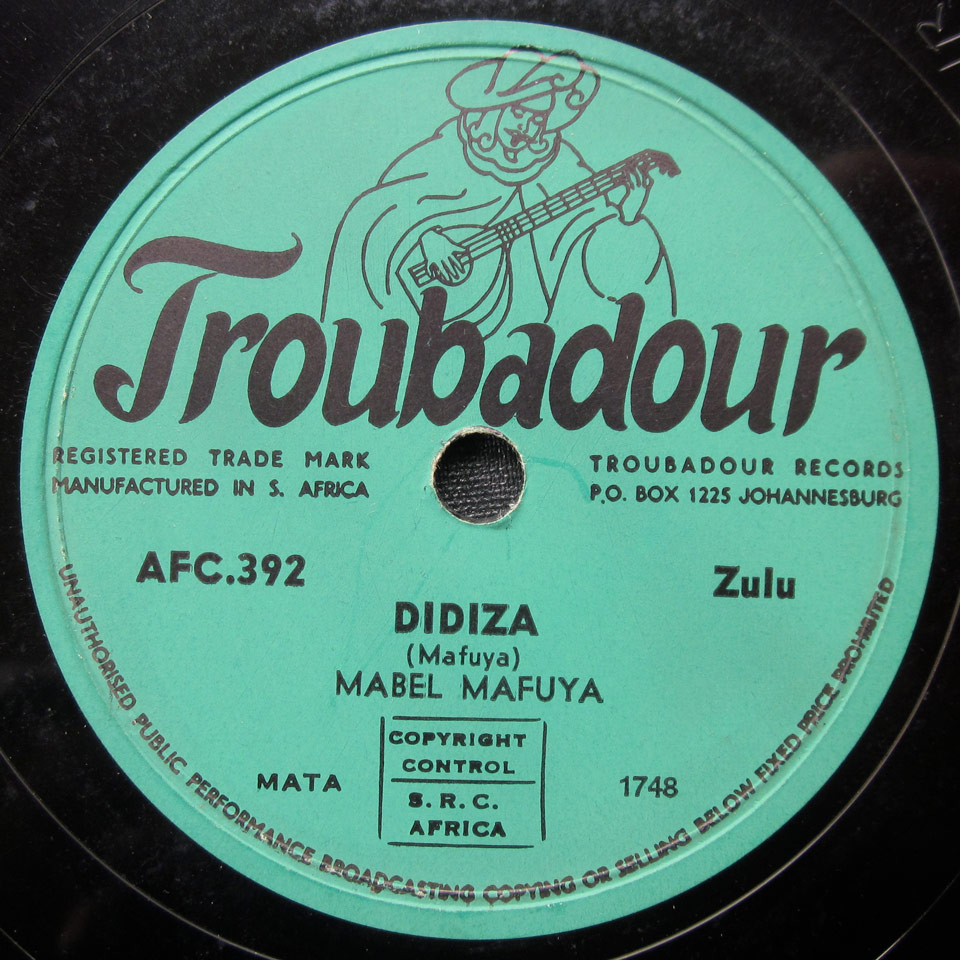 Troubadour
REGISTERED TRADE MARK
MANUFACTURED IN S. AFRICA
TROUBADOUR RECORDS
P.O. BOX 1225 JOHANNESBURG
AFC.392
Zulu
DIDIZA
(Mafuya)
MABEL MAFUYA
COPYRIGHT
CONTROL
S.R.C.
AFRICA
MATA
1748
UNAUTHORISED PUBLIC PERFORMANCE BROADCASTING COPYING OR SELLING BELOW FIXED PRICE PROHIBITED